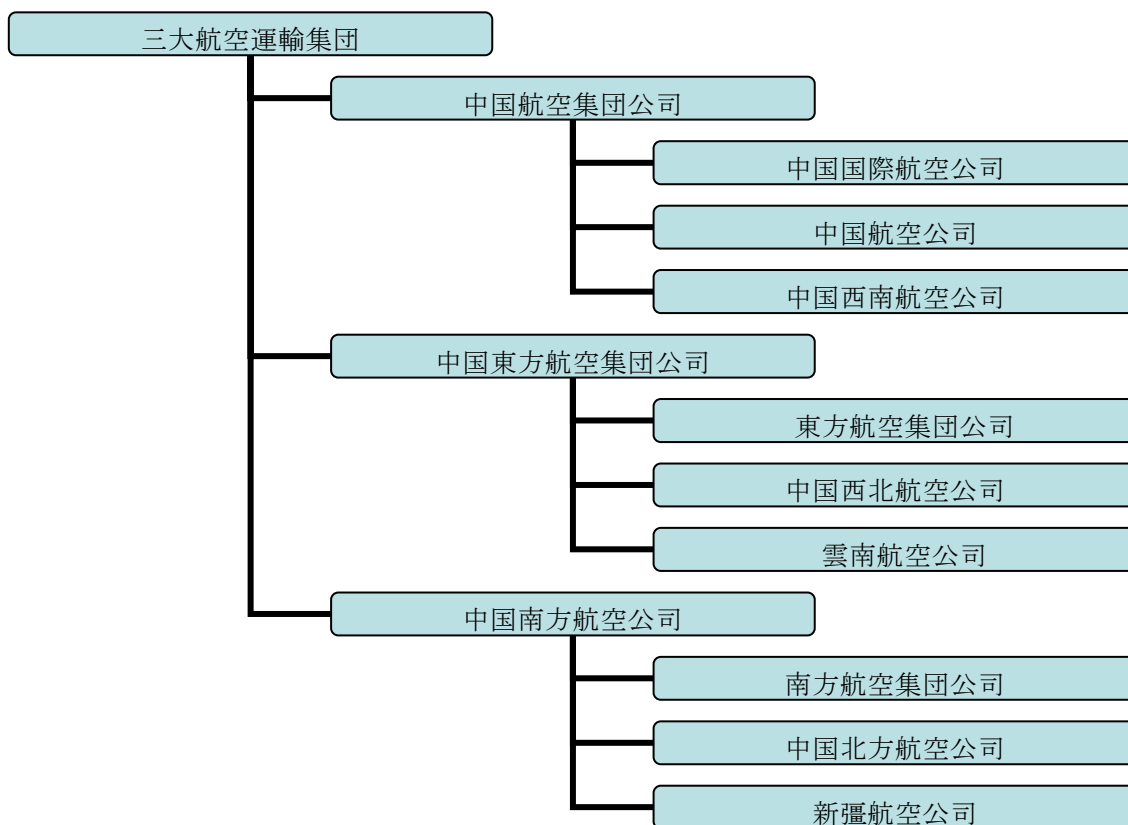 三大航空運輸集団
中国航空集団公司
中国国際航空公司
中国航空公司
中国西南航空公司
中国東方航空集団公司
東方航空集団公司
中国西北航空公司
雲南航空公司
中国南方航空公司
南方航空集団公司
中国北方航空公司
新彊航空公司